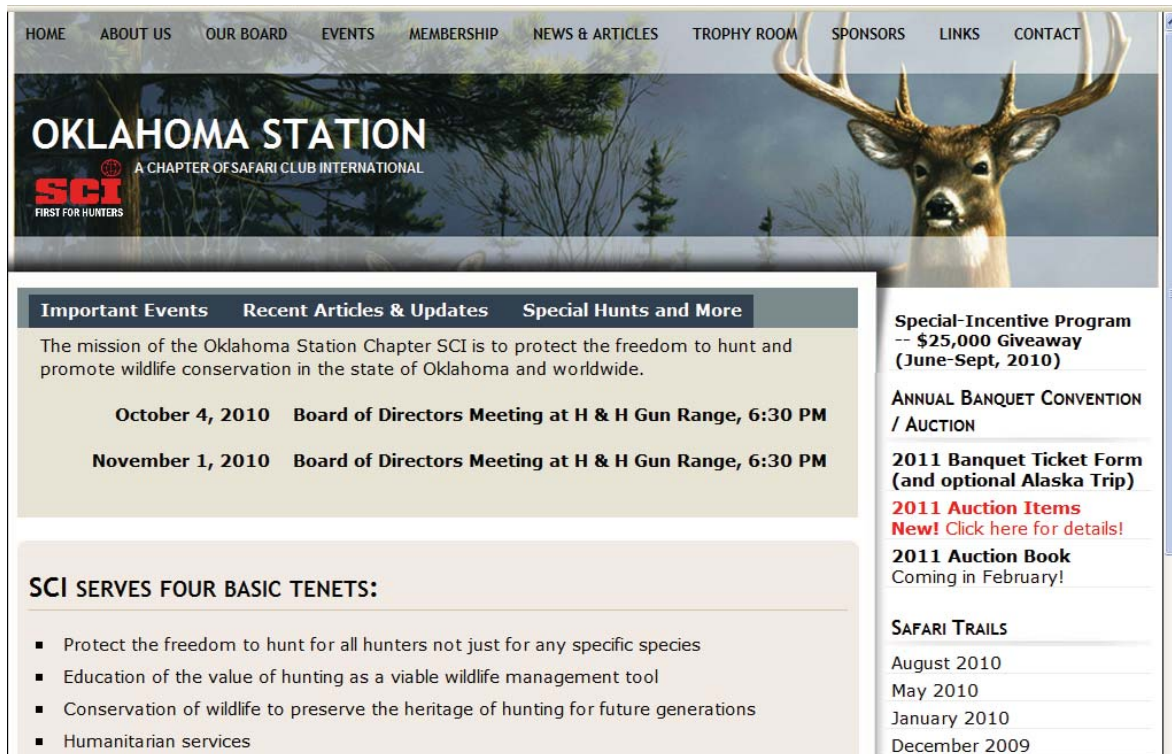 HOME ABOUT US OUR BOARD EVENTS MEMBERSHIP NEWS & ARTICLES TROPHY ROOM SPONSORS LINKS CONTACT
OKLAHOMA STATION
A CHAPTER OF SAFARI CLUB INTERNATIONAL
SCI
FIRST FOR HUNTERS
Important Events Recent Articles & Updates Special Hunts and More
The mission of the Oklahoma Station Chapter SCI is to protect the freedom to hunt and
promote wildlife conservation in the state of Oklahoma and worldwide.
October 4, 2010 Board of Directors Meeting at H & H Gun Range, 6:30 PM
November 1, 2010 Board of Directors Meeting at H & H Gun Range, 6:30 PM
SCI SERVES FOUR BASIC TENETS:
Protect the freedom to hunt for all hunters not just for any specific species
Education of the value of hunting as a viable wildlife management tool
Conservation of wildlife to preserve the heritage of hunting for future generations
Humanitarian services
Special-Incentive Program
-- $25,000 Giveaway
(June-Sept, 2010)
ANNUAL BANQUET CONVENTION
/ AUCTION
2011 Banquet Ticket Form
(and optional Alaska Trip)
2011 Auction Items
New! Click here for details!
2011 Auction Book
Coming in February!
SAFARI TRAILS
August 2010
May 2010
January 2010
December 2009